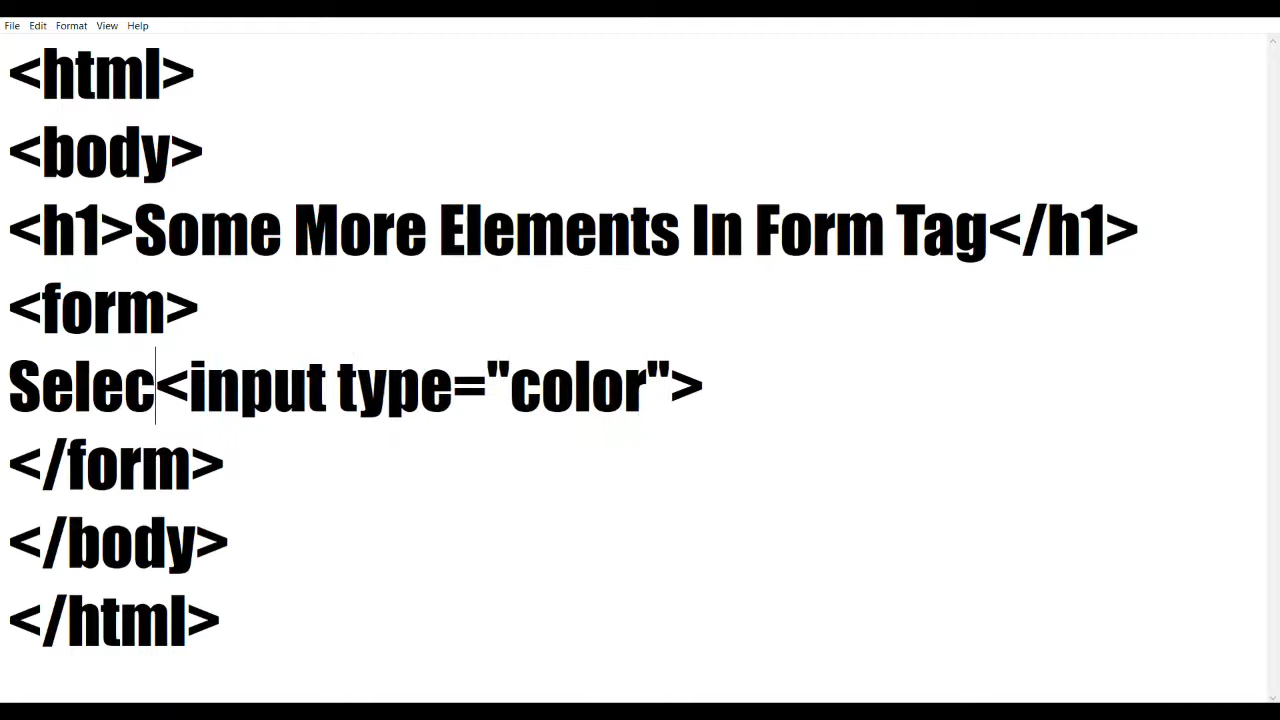 File Edit Format View Help
<html>
<body>
<h1>Some More Elements In Form Tag</h1>
<form>
Selec<input type="color">
</form>
</body>
</html>